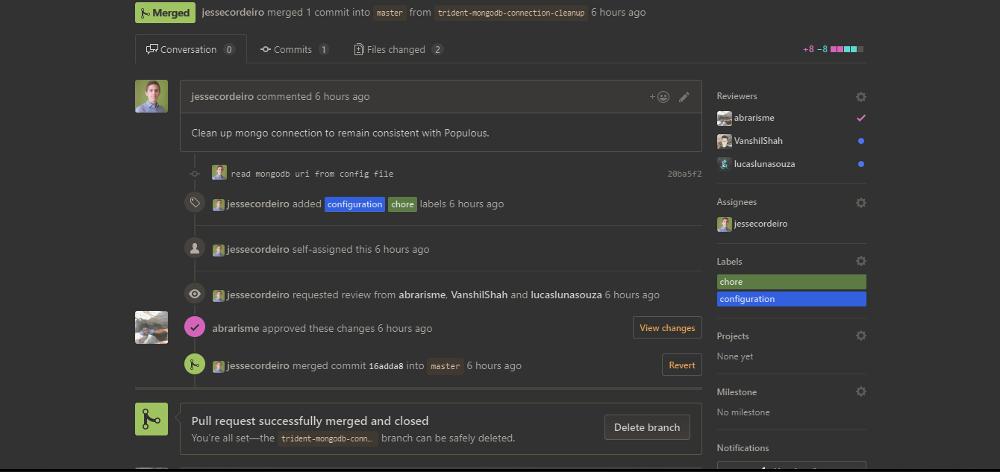 Merged jessecordeiro merged 1 commit into master from trident-mongodb-connection-cleanup 6 hours ago
Conversation 0 Commits 1 Files changed 2 +8 −8
jessecordeiro commented 6 hours ago
Clean up mongo connection to remain consistent with Populous.
read mongodb uri from config file 20ba5f2
jessecordeiro added configuration chore labels 6 hours ago
jessecordeiro self-assigned this 6 hours ago
jessecordeiro requested review from abrarisme, VanshilShah and lucaslunasouza 6 hours ago
abrarisme approved these changes 6 hours ago View changes
jessecordeiro merged commit 16adda8 into master 6 hours ago Revert
Pull request successfully merged and closed
You're all set—the trident-mongodb-conn… branch can be safely deleted.
Delete branch
Reviewers
abrarisme
VanshilShah
lucaslunasouza
Assignees
jessecordeiro
Labels
chore
configuration
Projects
None yet
Milestone
No milestone
Notifications